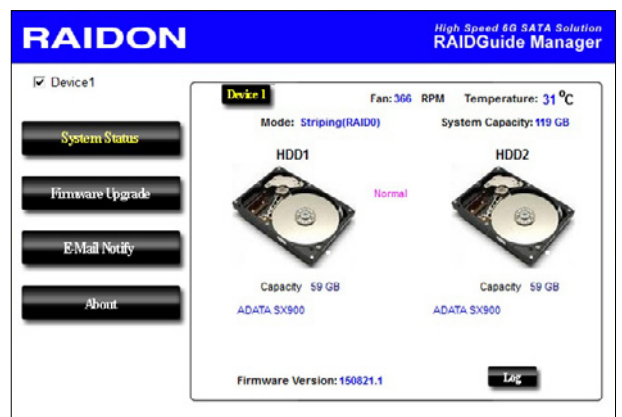 RAIDON
High Speed 6G SATA Solution
RAIDGuide Manager
Device1
System Status
Firmware Upgrade
E-Mail Notify
About
Device 1
Fan: 366 RPM Temperature: 31 °C
Mode: Striping(RAID0) System Capacity: 119 GB
HDD1 HDD2
Normal
Capacity 59 GB Capacity 59 GB
ADATA SX900 ADATA SX900
Firmware Version: 150821.1
Log